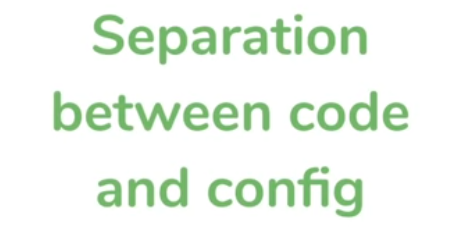 Separation
between code
and config